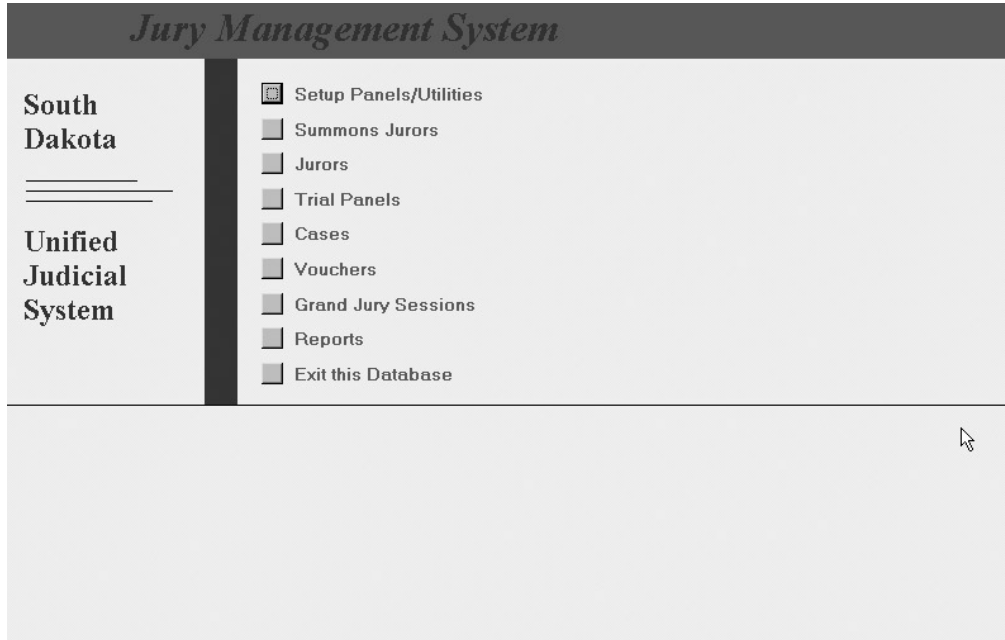 Jury Management System
South
Dakota
Unified
Judicial
System
Setup Panels/Utilities
Summons Jurors
Jurors
Trial Panels
Cases
Vouchers
Grand Jury Sessions
Reports
Exit this Database